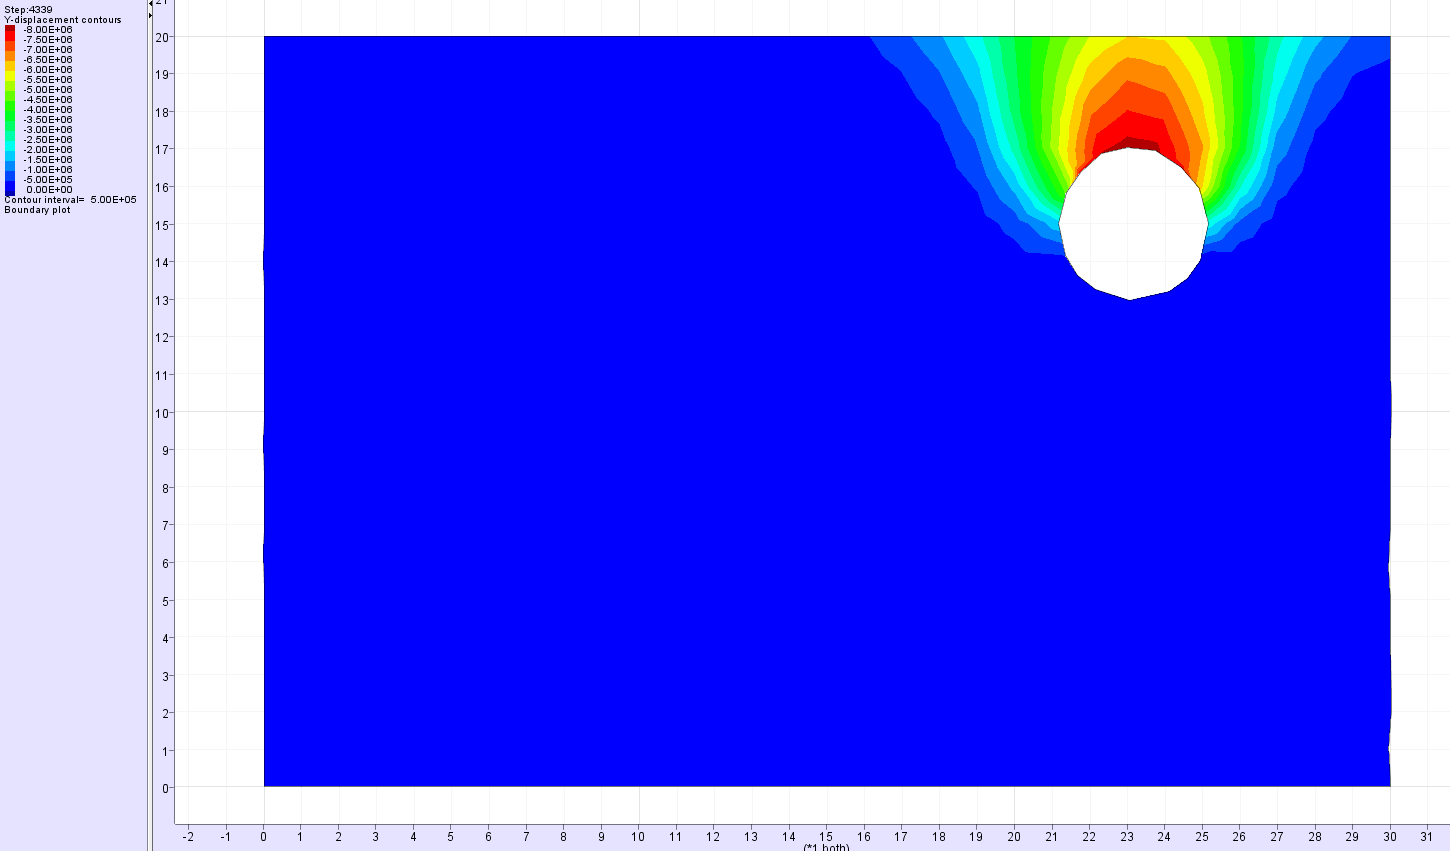 Step:4339
Y-displacement contours
-8.00E+06
-7.50E+06
-7.00E+06
-6.50E+06
-6.00E+06
-5.50E+06
-5.00E+06
-4.50E+06
-4.00E+06
-3.50E+06
-3.00E+06
-2.50E+06
-2.00E+06
-1.50E+06
-1.00E+06
-5.00E+05
0.00E+00
Contour interval= 5.00E+05
Boundary plot
21
20
19
18
17
16
15
14
13
12
11
10
9
8
7
6
5
4
3
2
1
0
-2 -1 0 1 2 3 4 5 6 7 8 9 10 11 12 13 14 15 16 17 18 19 20 21 22 23 24 25 26 27 28 29 30 31
(*1 both)